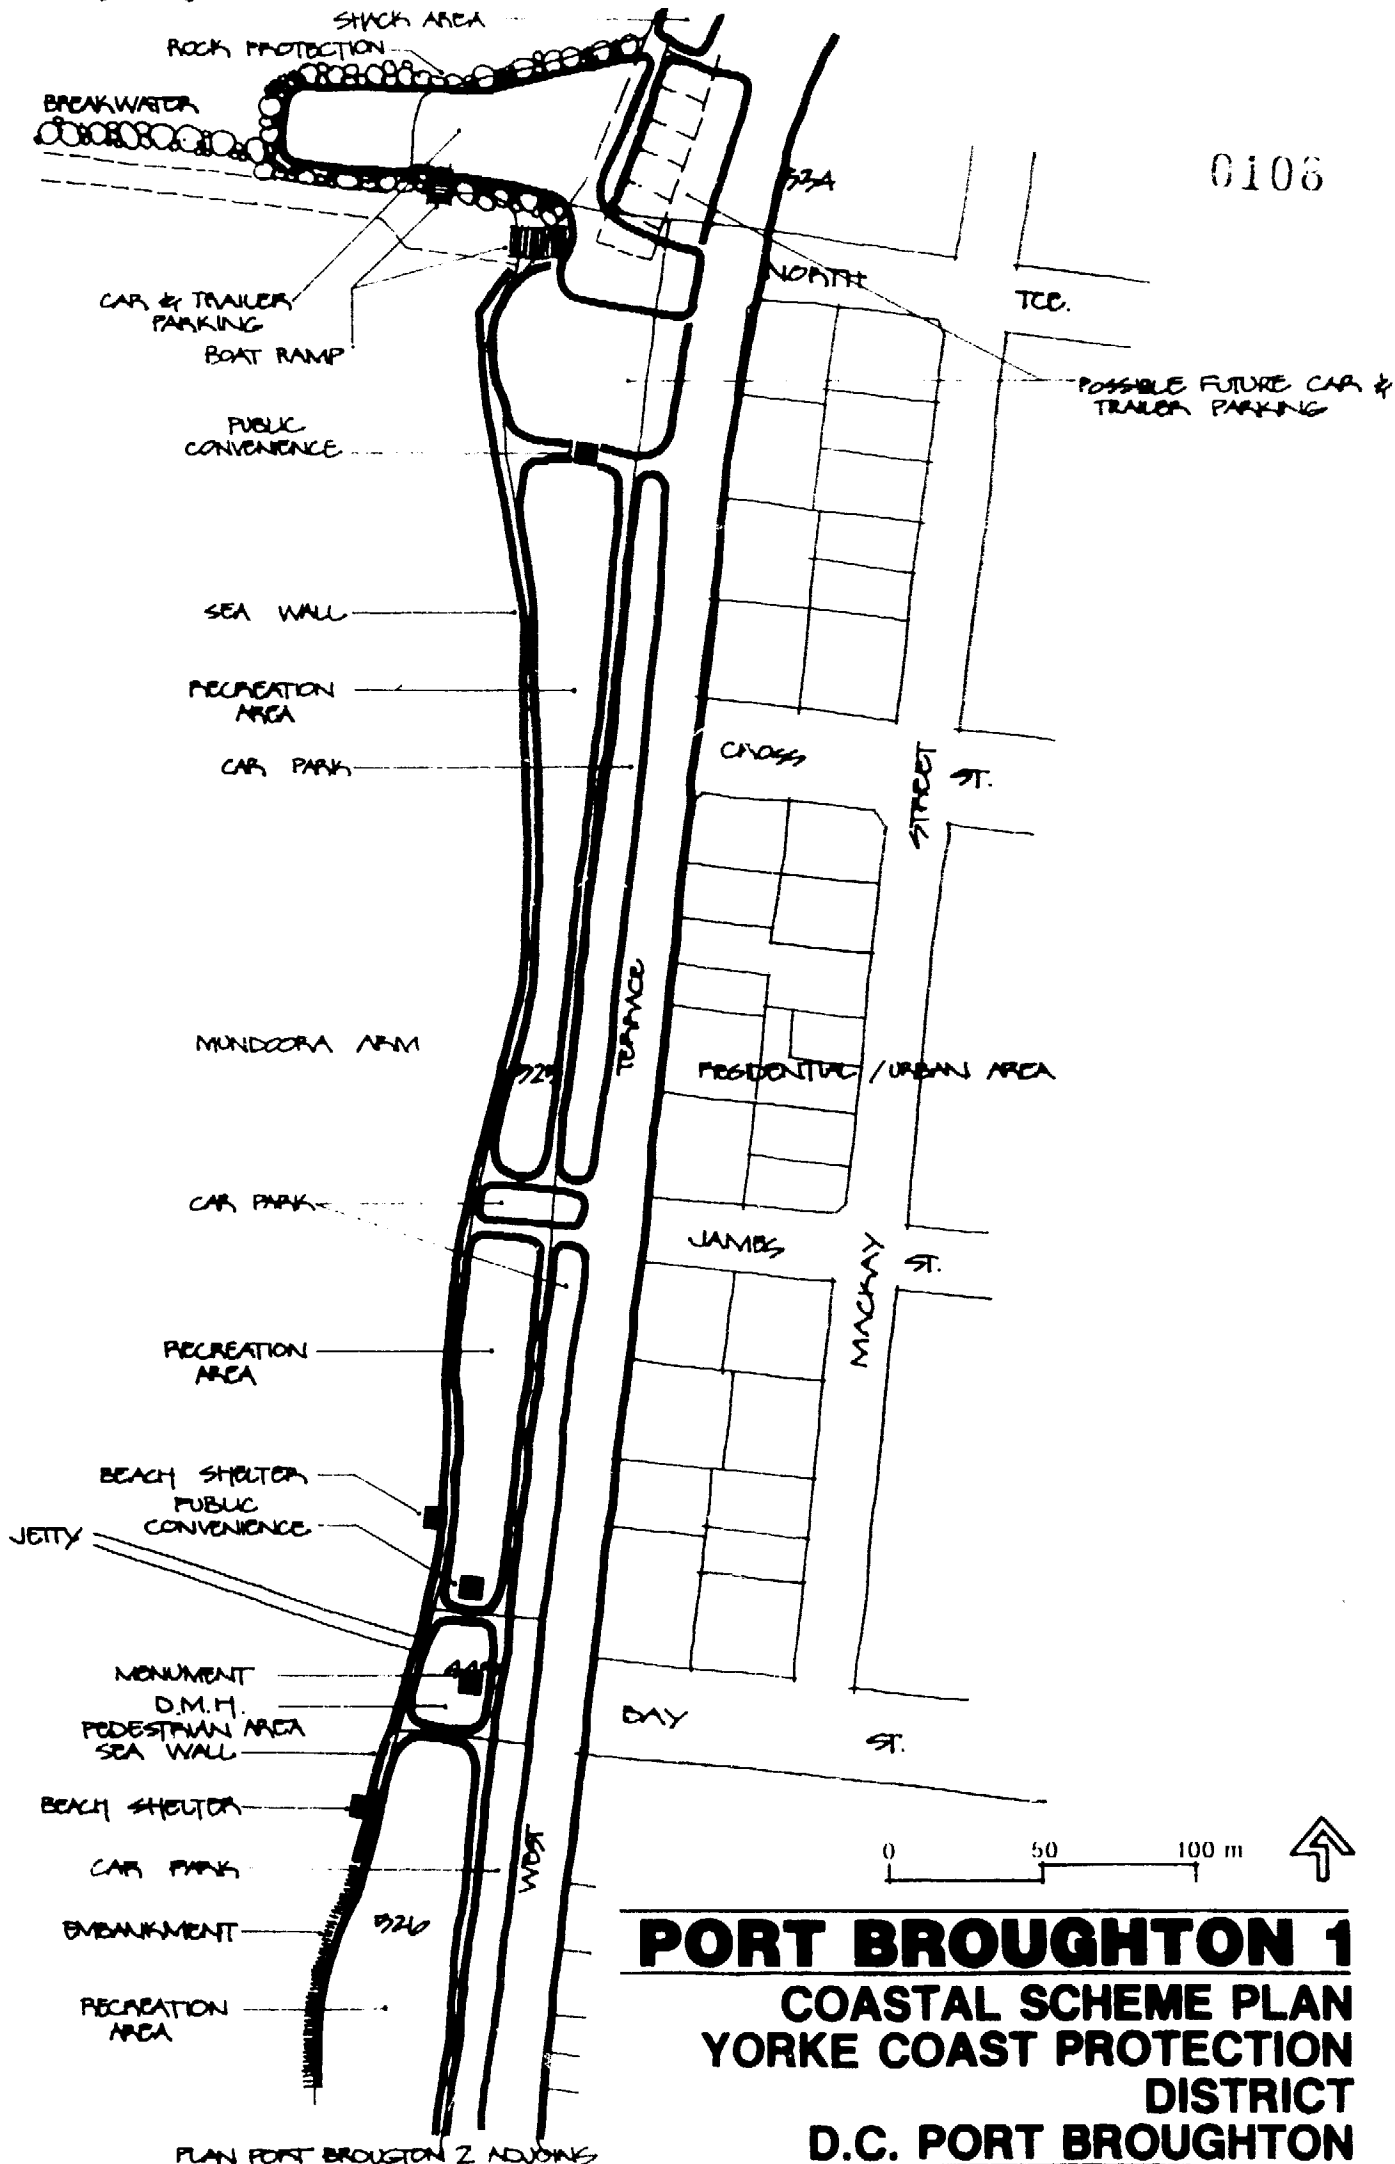 SHACK AREA
ROCK PROTECTION
BREAKWATER
0108
534
NORTH
TCE.
CAR & TRAILER
PARKING
BOAT RAMP
POSSIBLE FUTURE CAR &
TRAILER PARKING
PUBLIC
CONVENIENCE
SEA WALL
RECREATION
AREA
CAR PARK
CROSS
ST.
STREET
TERRACE
MUNDOORA ARM
RESIDENTIAL / URBAN AREA
CAR PARK
JAMES
ST.
MACKAY
RECREATION
AREA
BEACH SHELTER
PUBLIC
CONVENIENCE
JETTY
MONUMENT
D.M.H.
PEDESTRIAN AREA
SEA WALL
BAY
ST.
BEACH SHELTER
CAR PARK
WEST
EMBANKMENT
526
RECREATION
AREA
0 50 100 m
PORT BROUGHTON 1
COASTAL SCHEME PLAN
YORKE COAST PROTECTION
DISTRICT
D.C. PORT BROUGHTON
PLAN PORT BROUGTON 2 ADJOINS